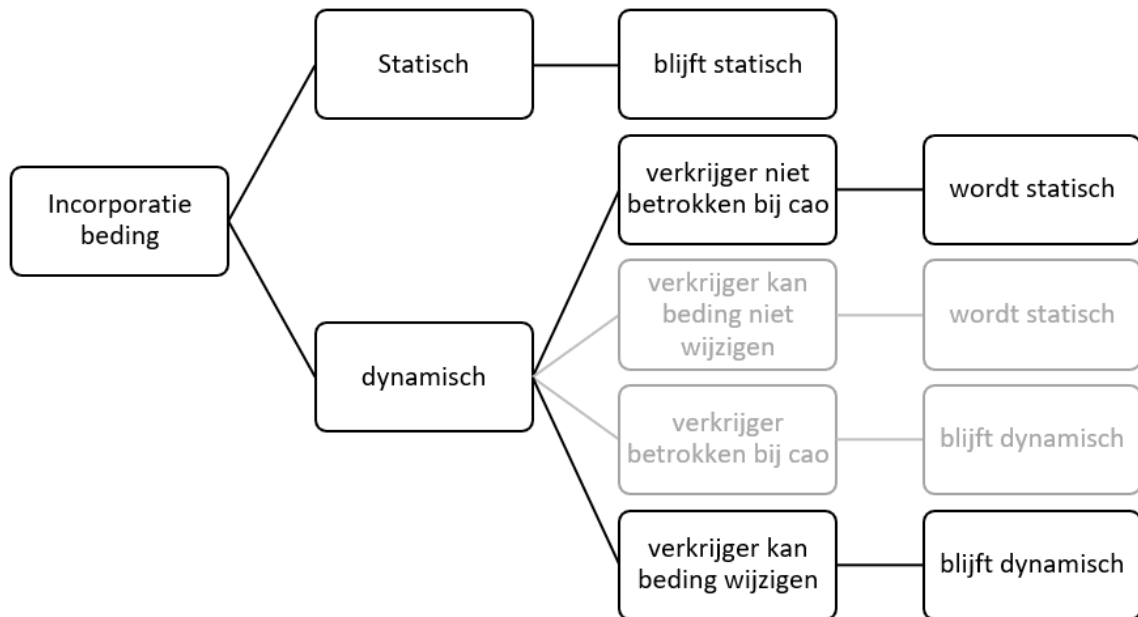 Statisch
blijft statisch
Incorporatie
beding
dynamisch
verkrijger niet
betrokken bij cao
wordt statisch
verkrijger kan
beding niet
wijzigen
wordt statisch
verkrijger
betrokken bij cao
blijft dynamisch
verkrijger kan
beding wijzigen
blijft dynamisch